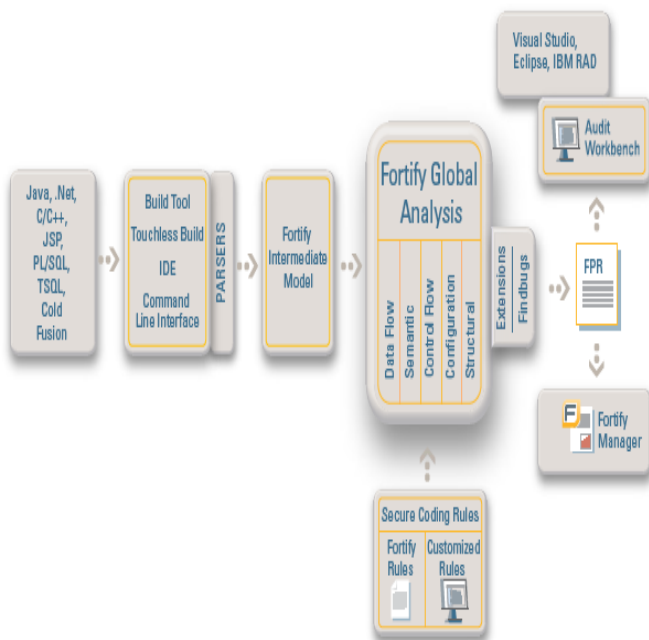 Visual Studio,
Eclipse, IBM RAD
Audit
Workbench
Java, .Net,
C/C++,
JSP,
PL/SQL,
TSQL,
Cold
Fusion
Build Tool
Touchless Build
IDE
Command
Line Interface
PARSERS
Fortify
Intermediate
Model
Fortify Global
Analysis
Data Flow
Semantic
Control Flow
Configuration
Structural
Extensions
Findbugs
FPR
F
Fortify
Manager
Secure Coding Rules
Fortify
Rules
Customized
Rules